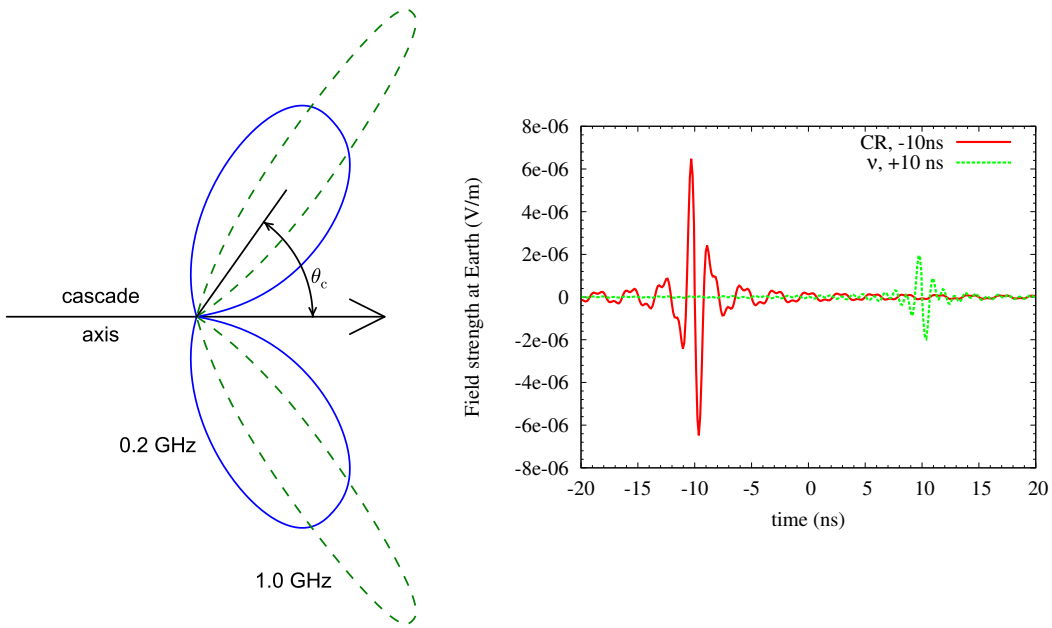 θc
cascade
axis
0.2 GHz
1.0 GHz
Field strength at Earth (V/m)
8e-06
6e-06
4e-06
2e-06
0
-2e-06
-4e-06
-6e-06
-8e-06
CR, -10ns
ν, +10 ns
-20 -15 -10 -5 0 5 10 15 20
time (ns)